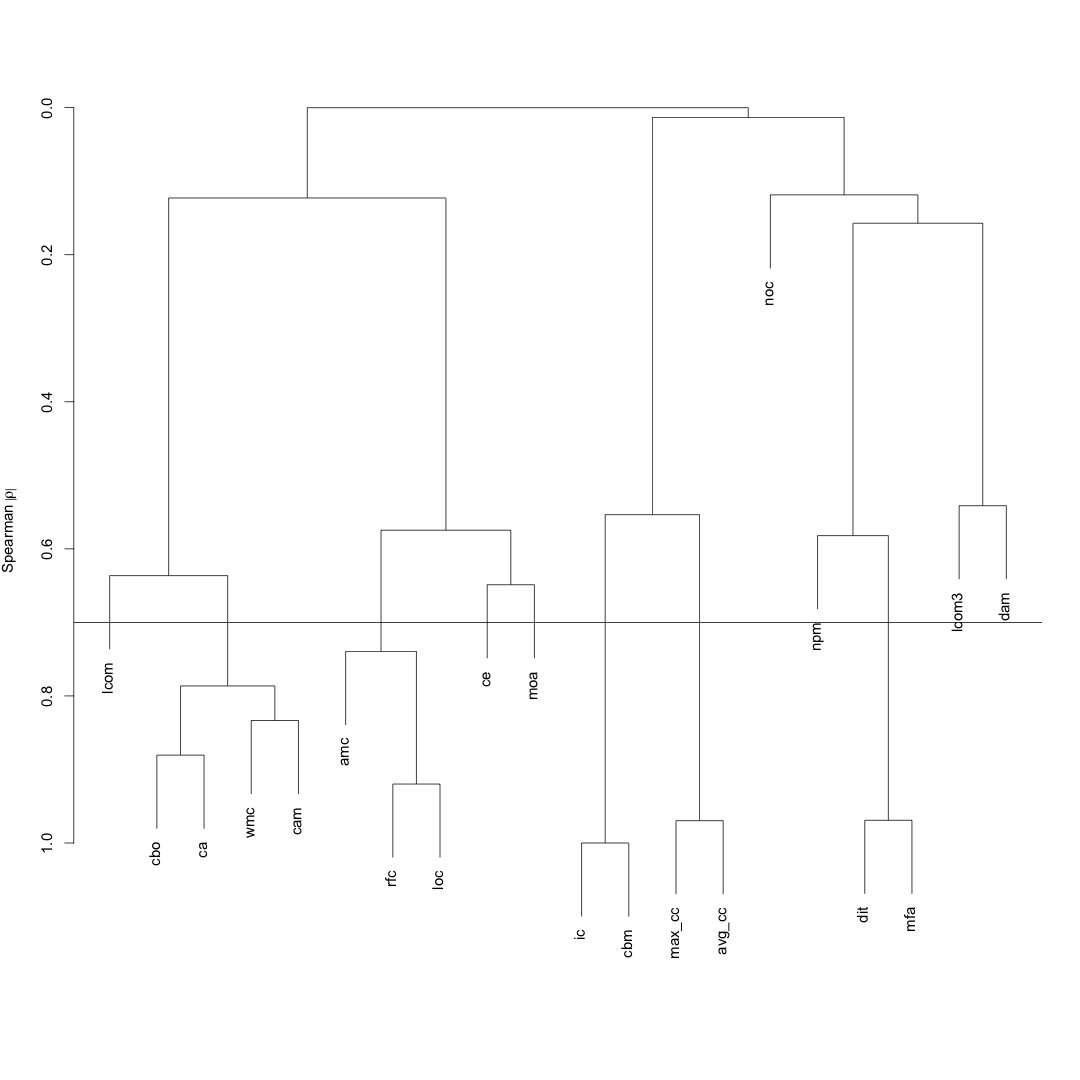 Spearman |ρ|
0.0
0.2
0.4
0.6
0.8
1.0
lcom
cbo
ca
wmc
cam
amc
rfc
loc
ce
moa
ic
cbm
max_cc
avg_cc
noc
npm
dit
mfa
lcom3
dam